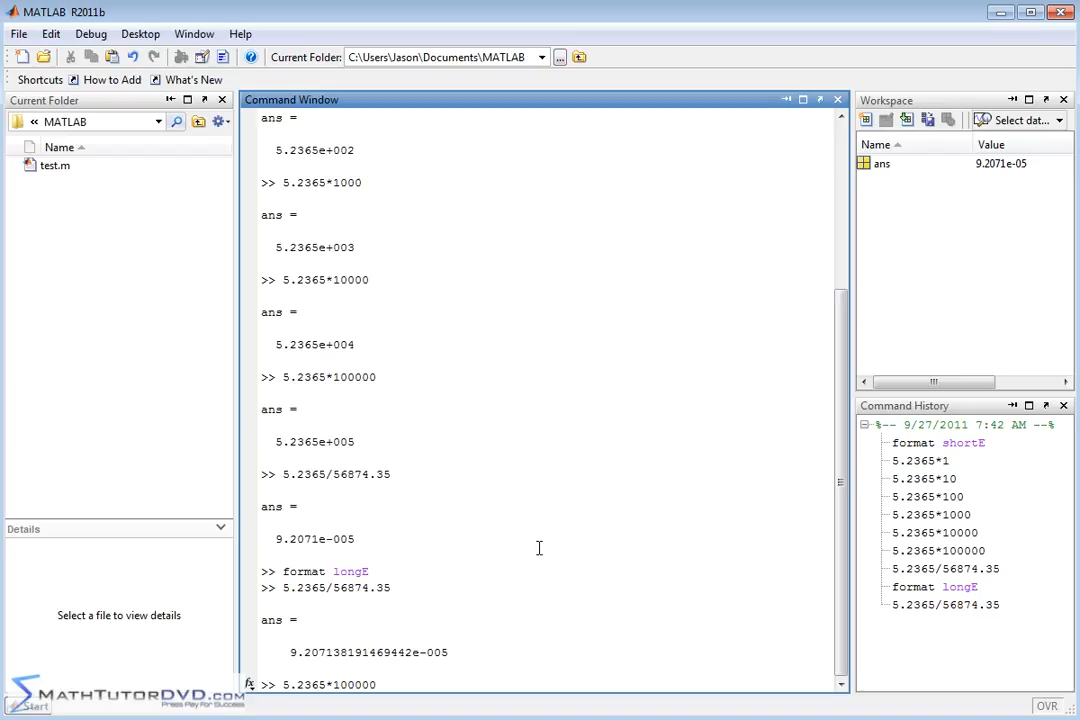 MATLAB R2011b
File Edit Debug Desktop Window Help
Current Folder: C:\Users\Jason\Documents\MATLAB ...
Shortcuts How to Add What's New
Current Folder
« MATLAB
Name
test.m
Details
Select a file to view details
Command Window
ans =
5.2365e+002
>> 5.2365*1000
ans =
5.2365e+003
>> 5.2365*10000
ans =
5.2365e+004
>> 5.2365*100000
ans =
5.2365e+005
>> 5.2365/56874.35
ans =
9.2071e-005
>> format longE
>> 5.2365/56874.35
ans =
9.207138191469442e-005
fx >> 5.2365*100000
Workspace
Select dat...
Name Value
ans 9.2071e-05
Command History
%-- 9/27/2011 7:42 AM --%
format shortE
5.2365*1
5.2365*10
5.2365*100
5.2365*1000
5.2365*10000
5.2365*100000
5.2365/56874.35
format longE
5.2365/56874.35
MATHTUTORDVD.COM
Press Play For Success
Start
OVR